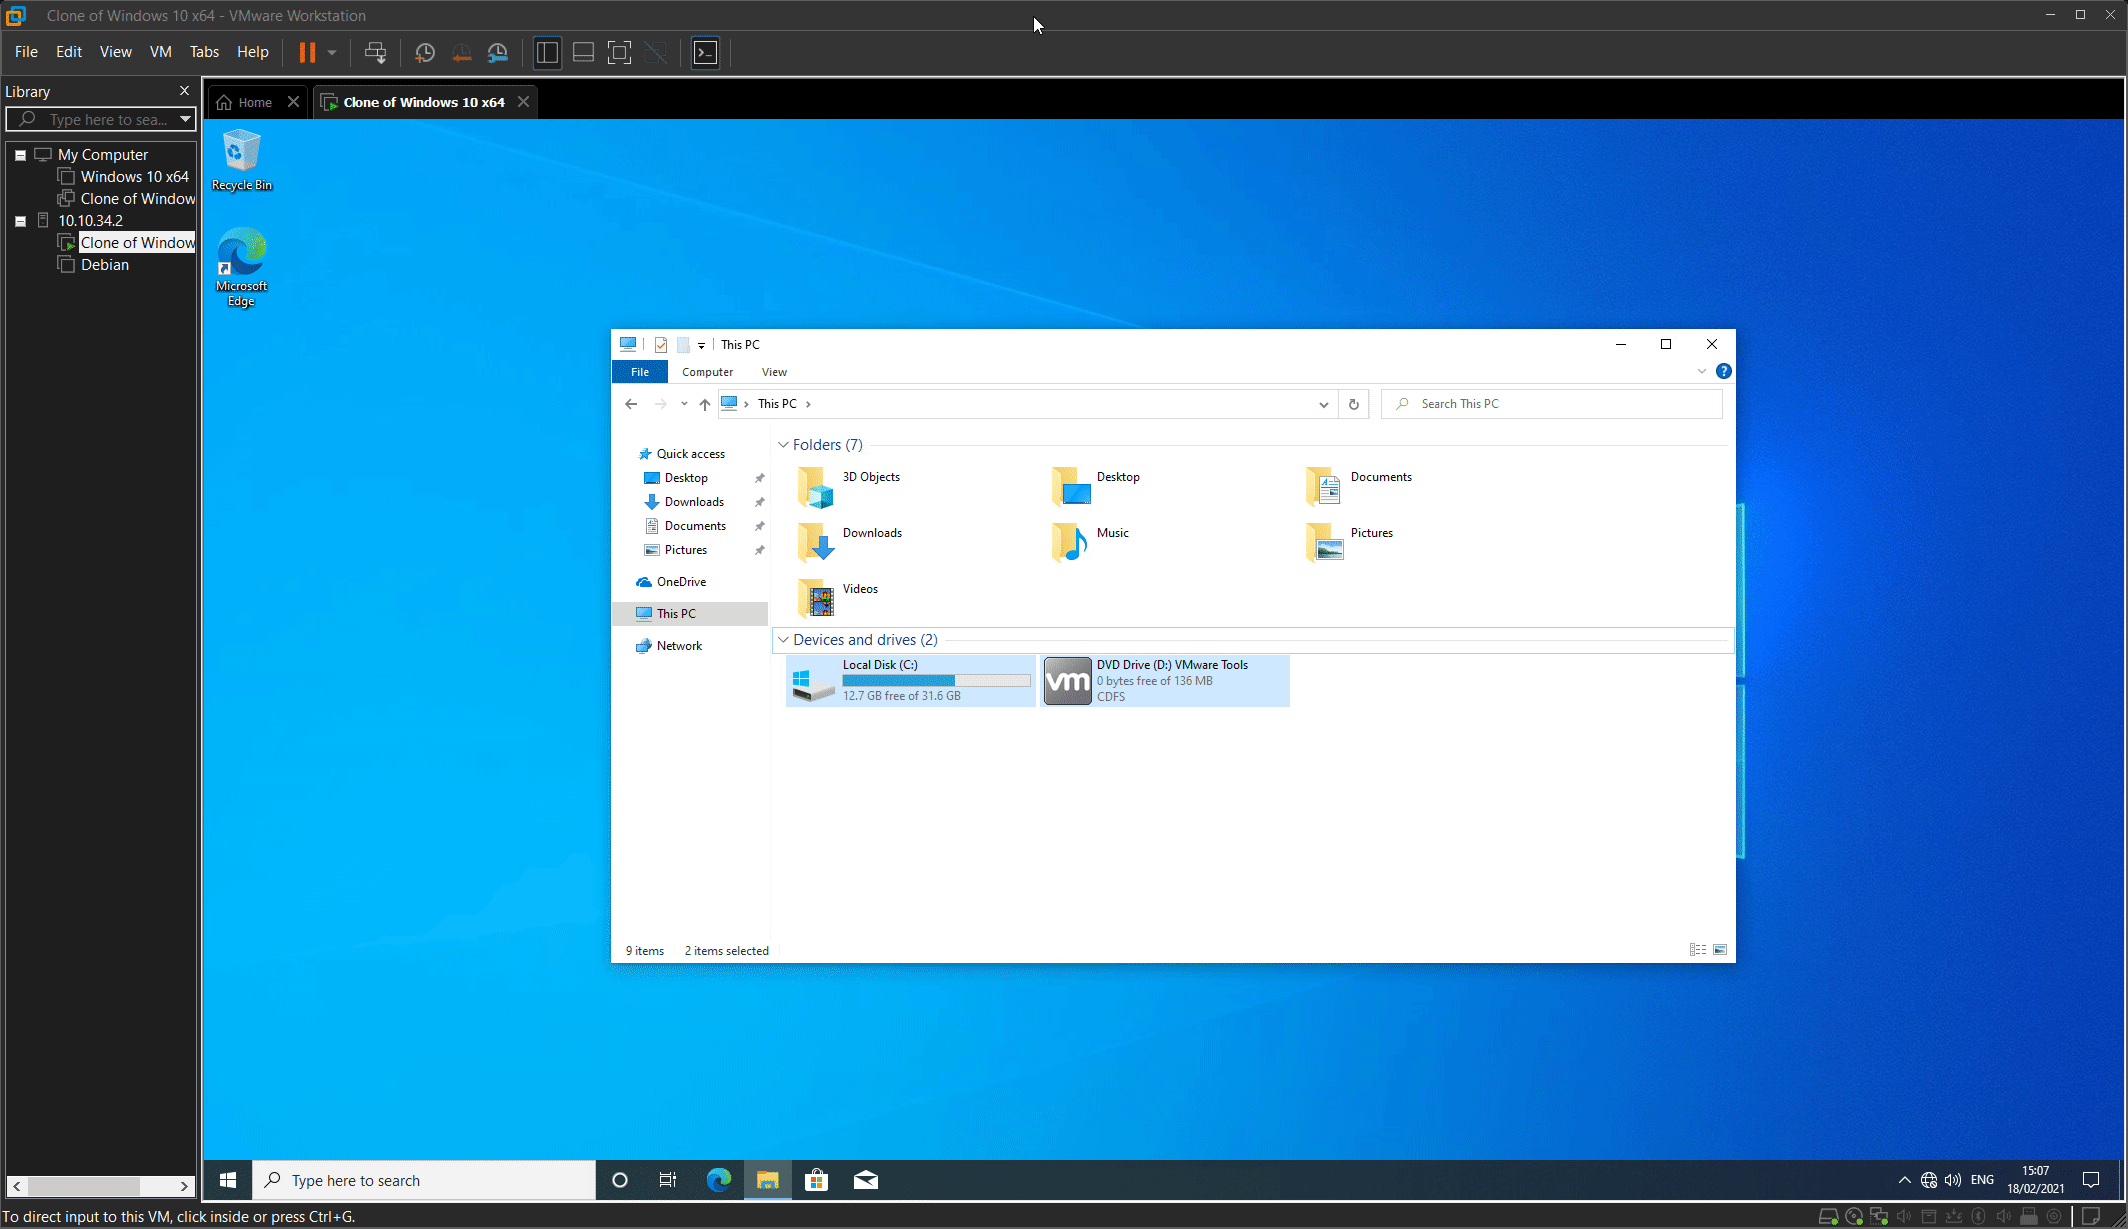 Clone of Windows 10 x64 - VMware Workstation
File Edit View VM Tabs Help
Library
Type here to sea...
My Computer
Windows 10 x64
Clone of Window
10.10.34.2
Clone of Window
Debian
Home
Clone of Windows 10 x64
Recycle Bin
Microsoft
Edge
This PC
File Computer View
This PC
Search This PC
Quick access
Desktop
Downloads
Documents
Pictures
OneDrive
This PC
Network
Folders (7)
3D Objects
Desktop
Documents
Downloads
Music
Pictures
Videos
Devices and drives (2)
Local Disk (C:)
12.7 GB free of 31.6 GB
vm
DVD Drive (D:) VMware Tools
0 bytes free of 136 MB
CDFS
9 items 2 items selected
Type here to search
ENG
15:07
18/02/2021
To direct input to this VM, click inside or press Ctrl+G.